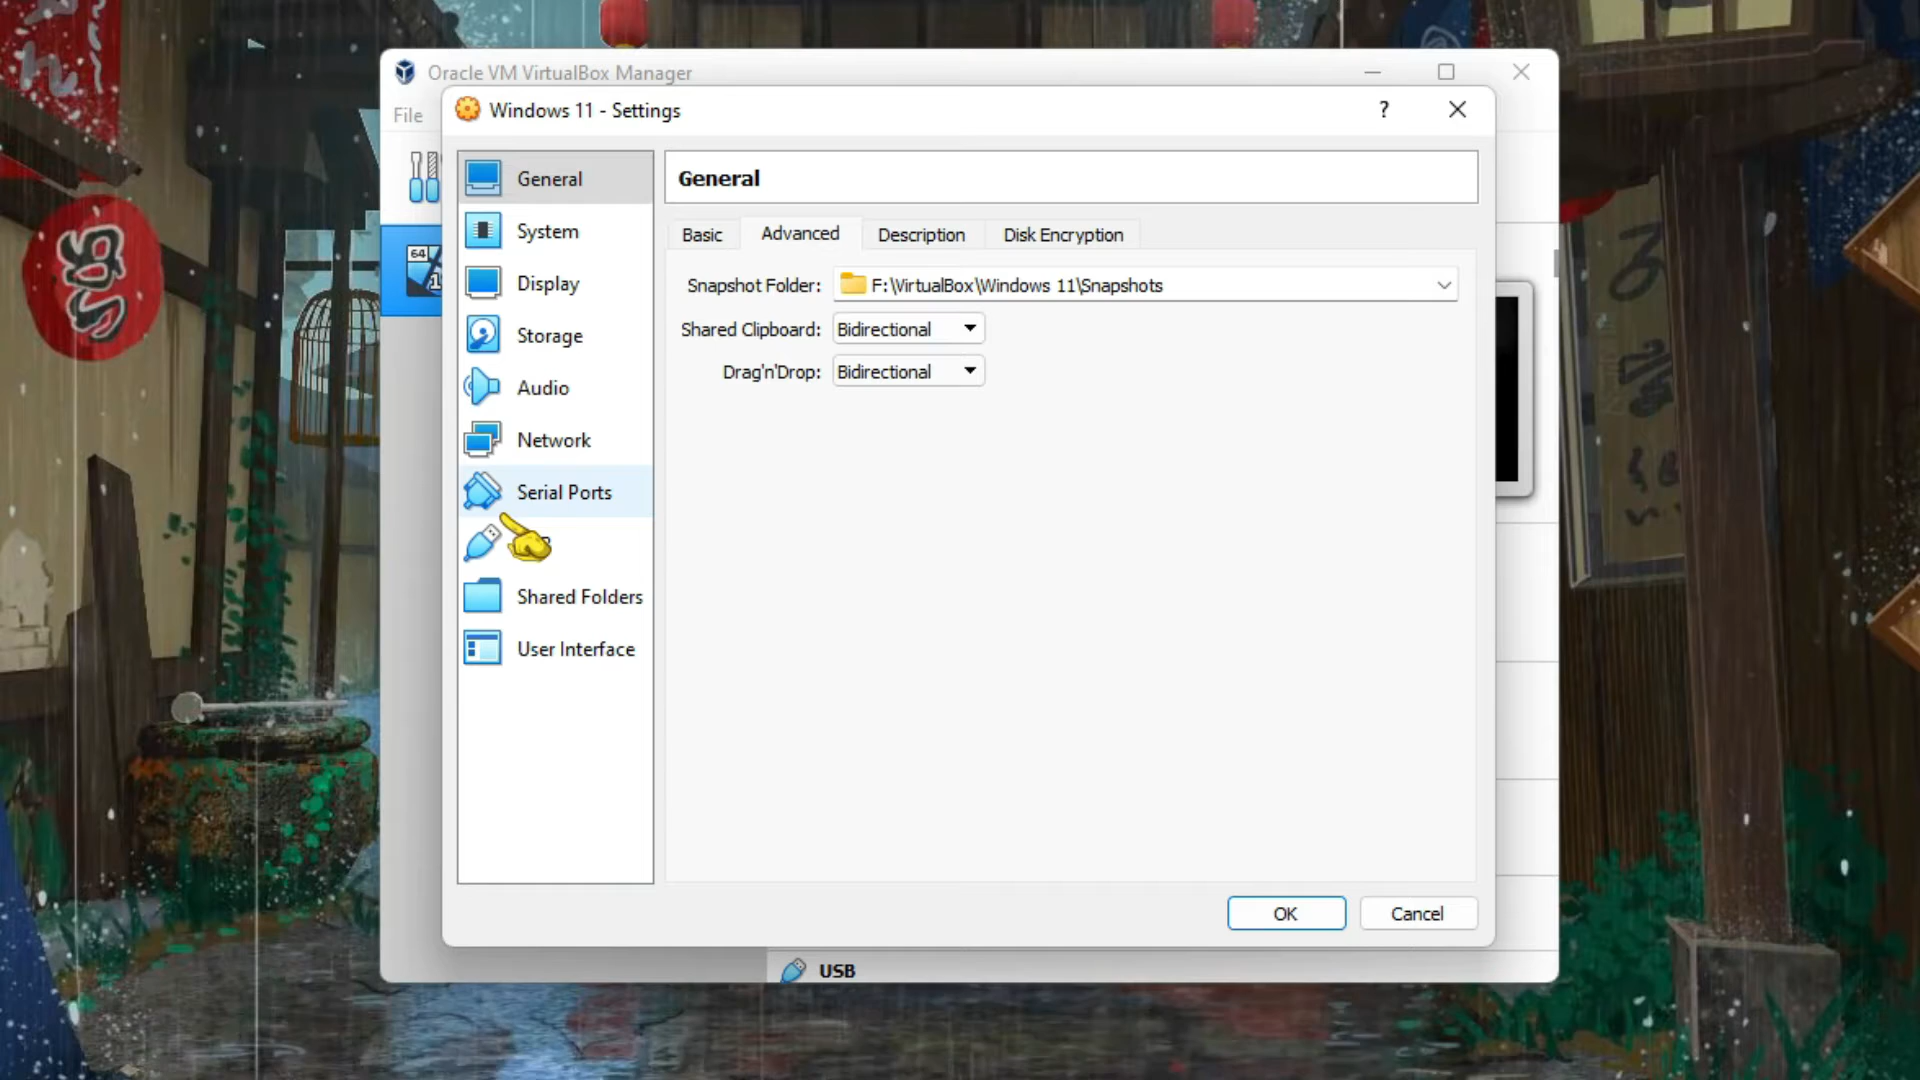 Oracle VM VirtualBox Manager
File
Windows 11 - Settings
?
General
System
Display
Storage
Audio
Network
Serial Ports
Shared Folders
User Interface
General
Basic
Advanced
Description
Disk Encryption
Snapshot Folder:
F:\VirtualBox\Windows 11\Snapshots
Shared Clipboard:
Bidirectional
Drag'n'Drop:
Bidirectional
OK
Cancel
64
USB